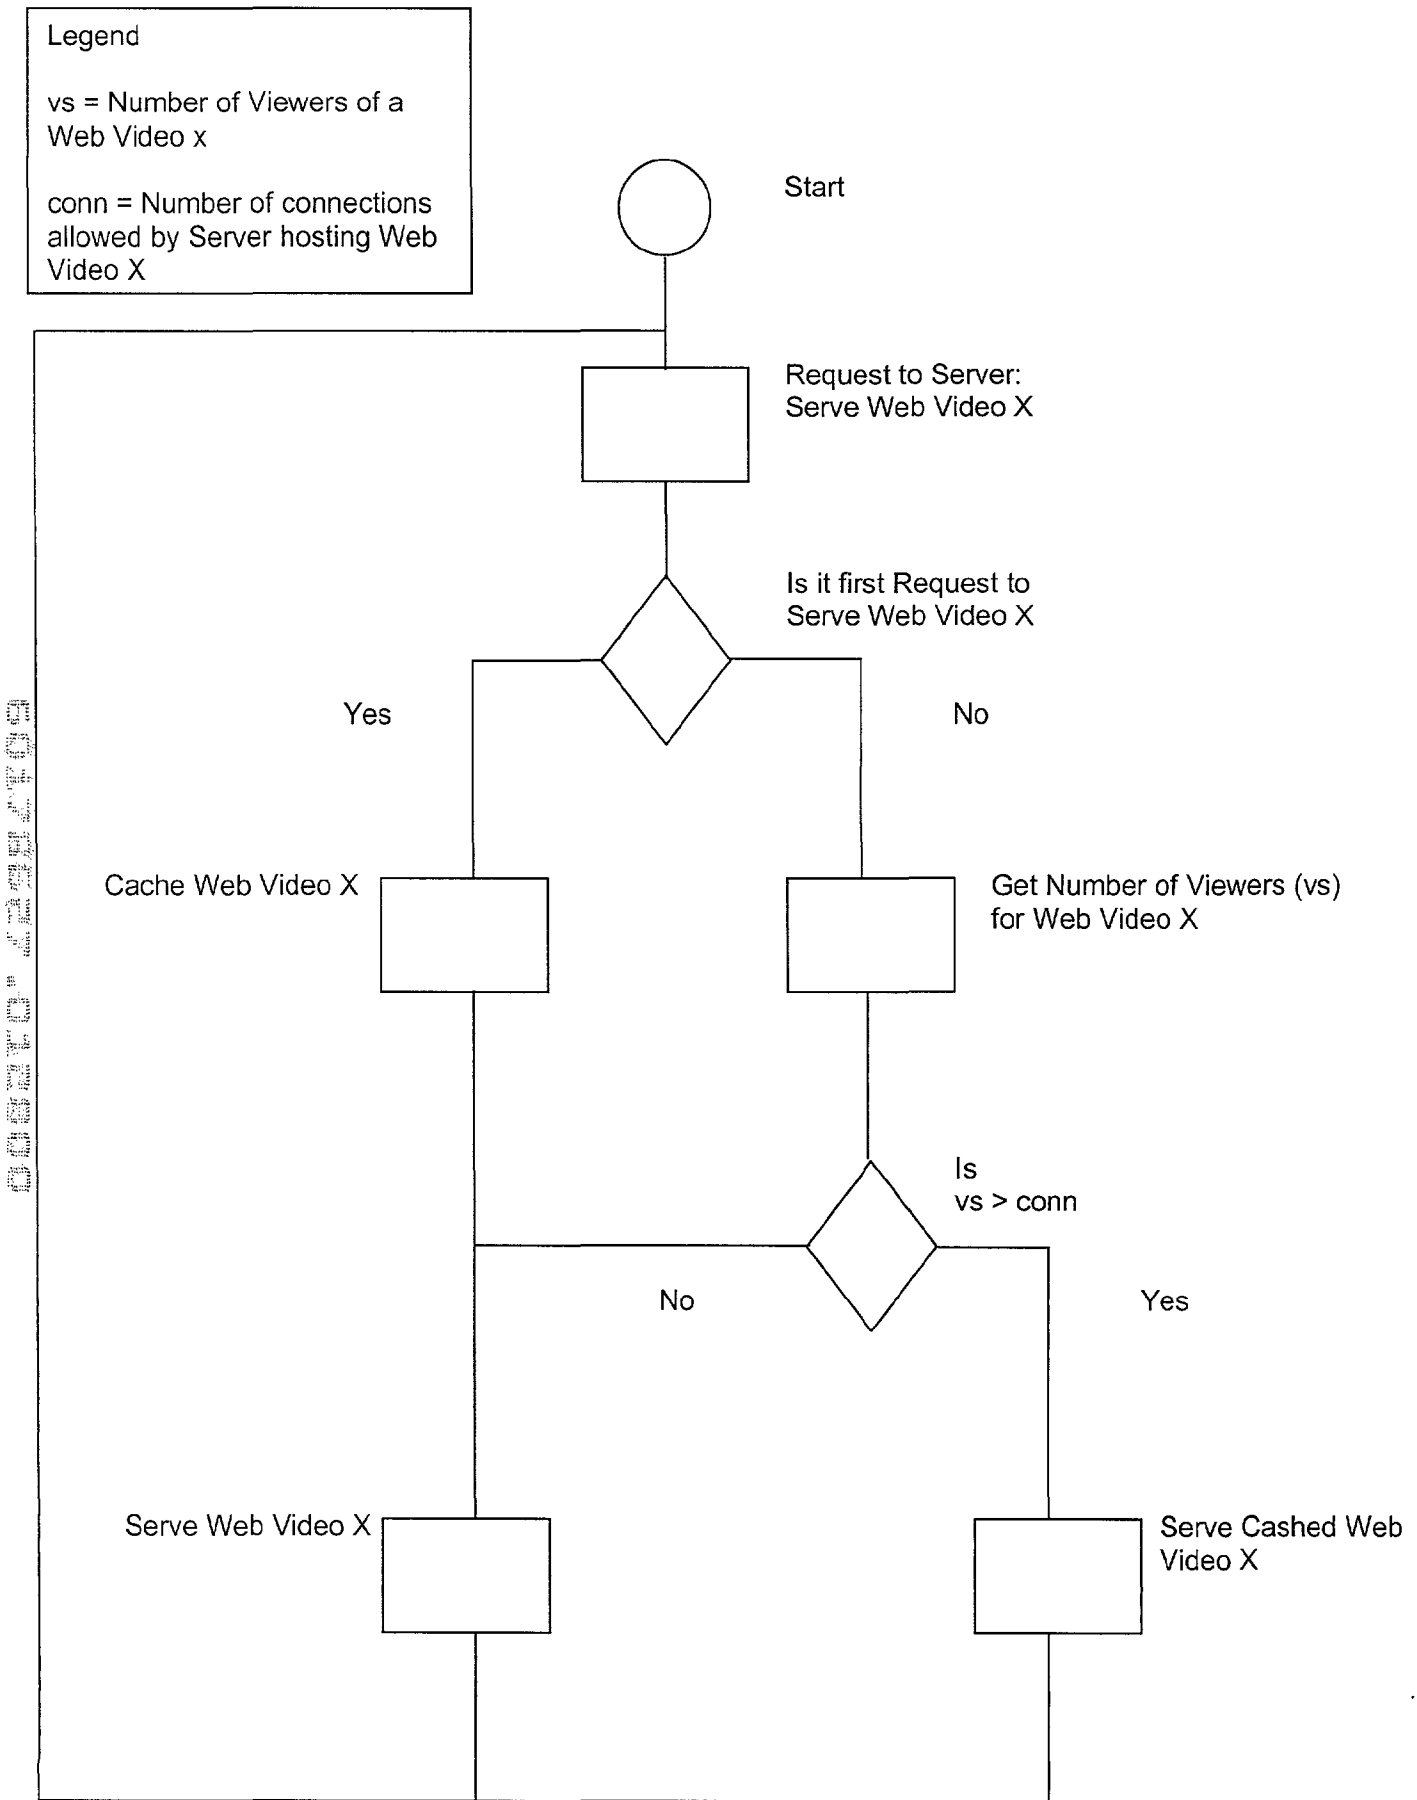 Legend
vs = Number of Viewers of a
Web Video x
conn = Number of connections
allowed by Server hosting Web
Video X
Start
Request to Server:
Serve Web Video X
Is it first Request to
Serve Web Video X
Yes
No
Cache Web Video X
Get Number of Viewers (vs)
for Web Video X
Is
vs > conn
No
Yes
Serve Web Video X
Serve Cashed Web
Video X